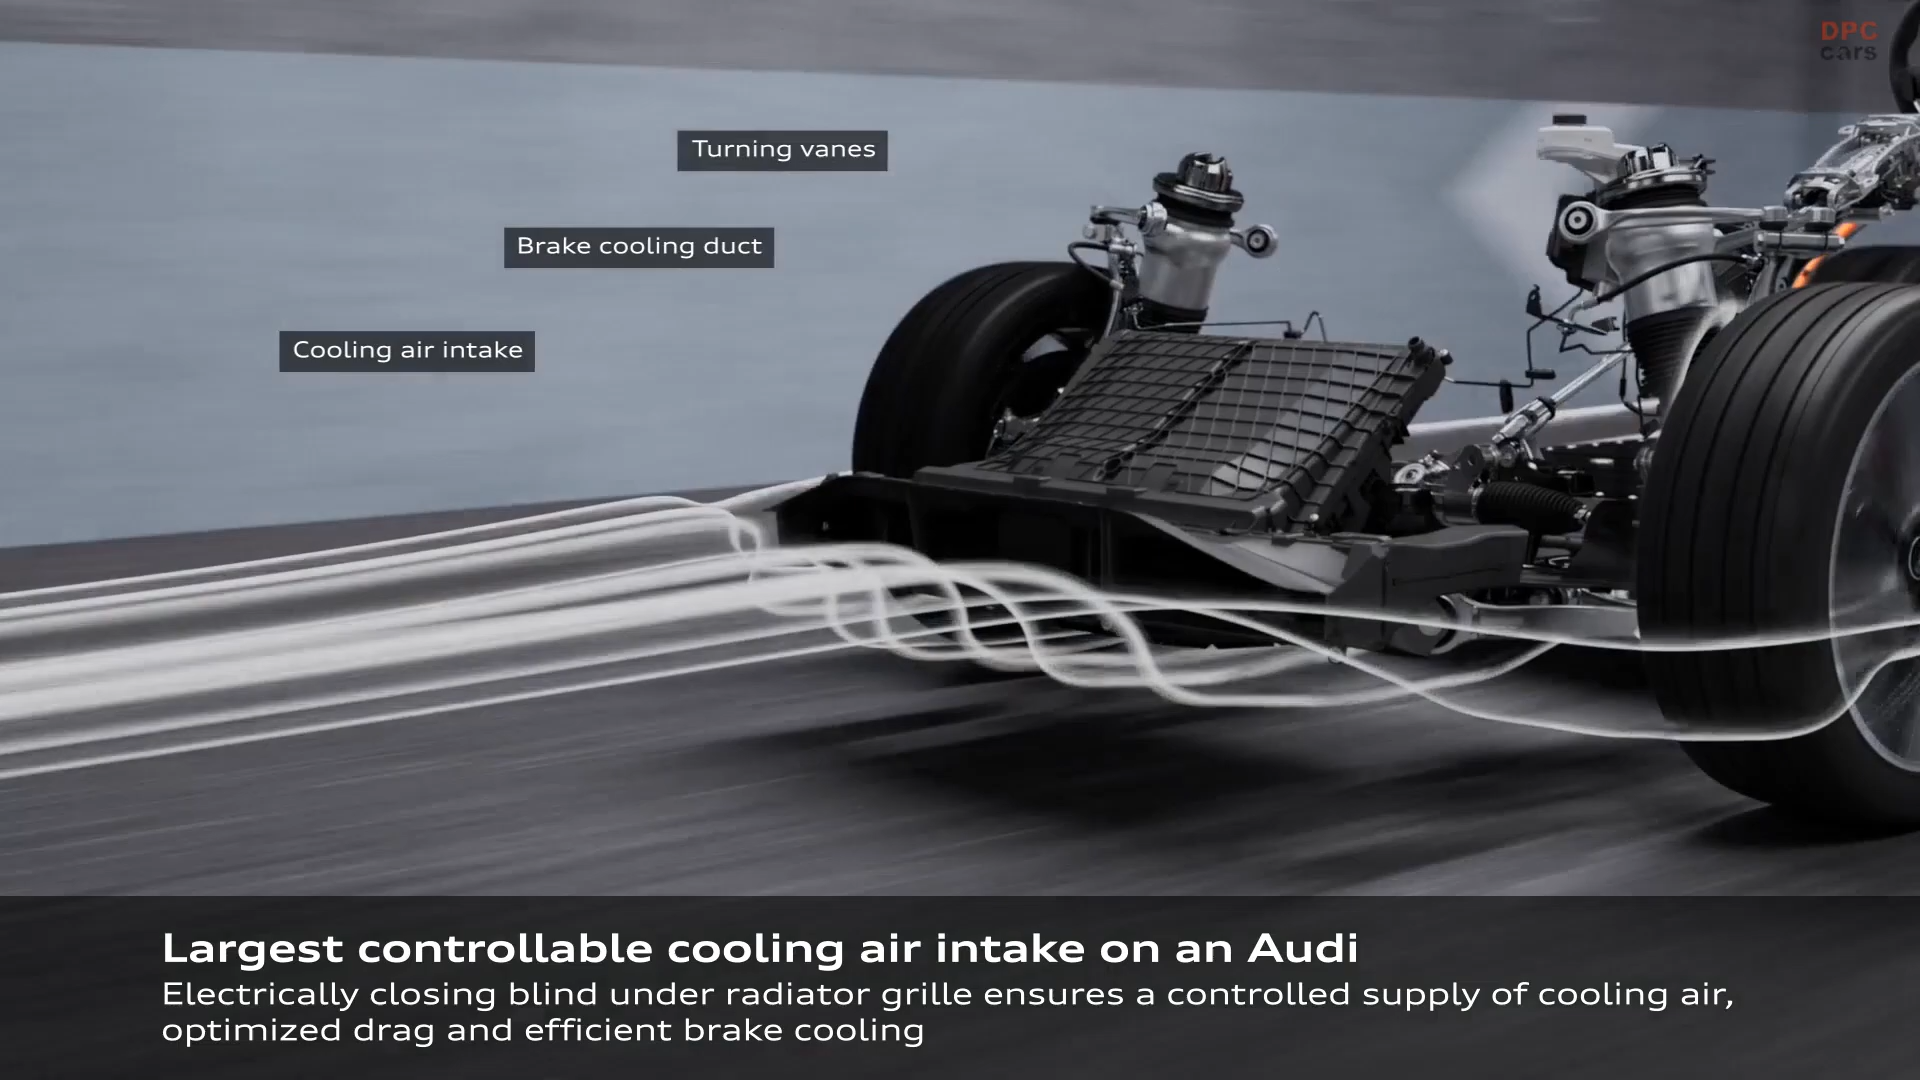 DPC
cars
Turning vanes
Brake cooling duct
Cooling air intake
Largest controllable cooling air intake on an Audi
Electrically closing blind under radiator grille ensures a controlled supply of cooling air,
optimized drag and efficient brake cooling